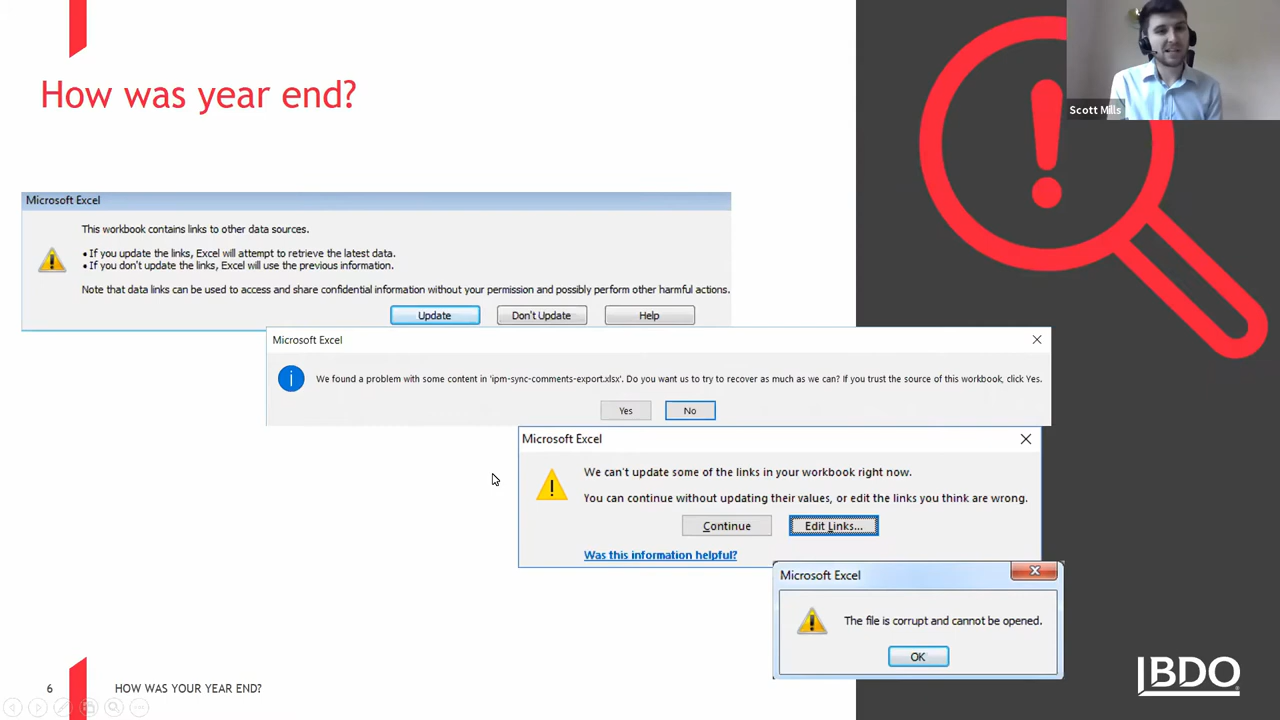 How was year end?
Scott Mills
Microsoft Excel
This workbook contains links to other data sources.
• If you update the links, Excel will attempt to retrieve the latest data.
• If you don't update the links, Excel will use the previous information.
Note that data links can be used to access and share confidential information without your permission and possibly perform other harmful actions.
Update Don't Update Help
Microsoft Excel
We found a problem with some content in 'ipm-sync-comments-export.xlsx'. Do you want us to try to recover as much as we can? If you trust the source of this workbook, click Yes.
Yes No
Microsoft Excel
We can't update some of the links in your workbook right now.
You can continue without updating their values, or edit the links you think are wrong.
Continue Edit Links...
Was this information helpful?
Microsoft Excel
The file is corrupt and cannot be opened.
OK
6 HOW WAS YOUR YEAR END?
BDO